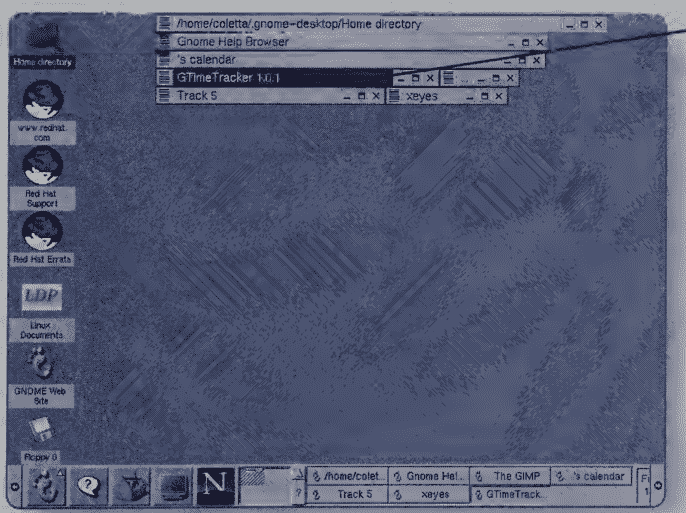 /home/coletta/.gnome-desktop/Home directory
Gnome Help Browser
's calendar
GTimeTracker 1.0.1
...
Track 5
xeyes
Home directory
www.redhat.
com
Red Hat
Support
Red Hat Errata
LDP
Linux
Documents
GNOME Web
Site
Floppy 0
N
/home/colet..
Gnome Hel..
The GIMP
's calendar
Track 5
xeyes
GTimeTrack..